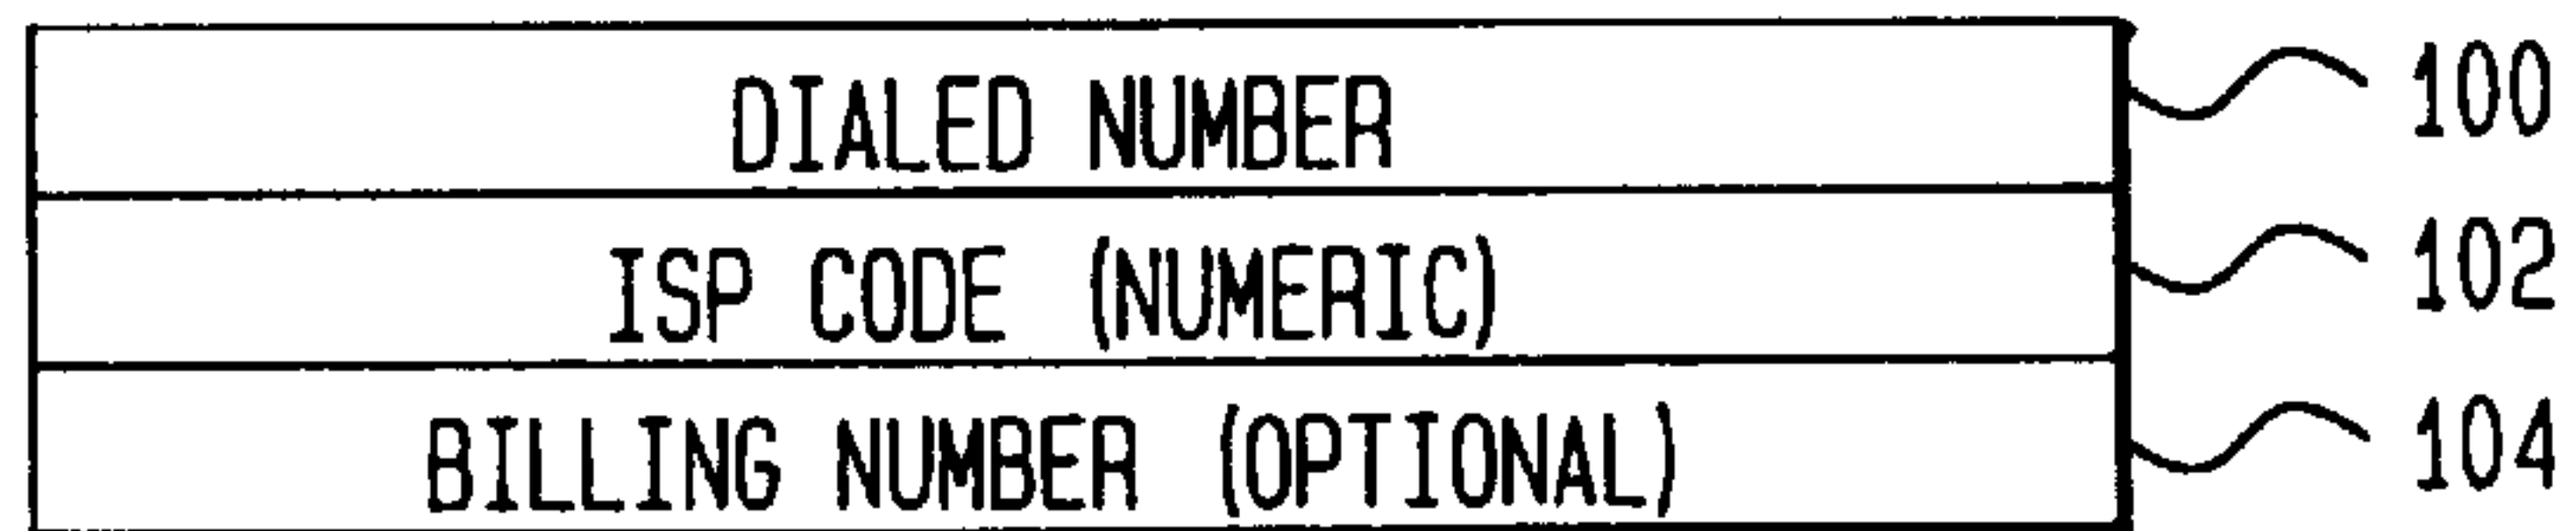 DIALED NUMBER 100
ISP CODE (NUMERIC) 102
BILLING NUMBER (OPTIONAL) 104